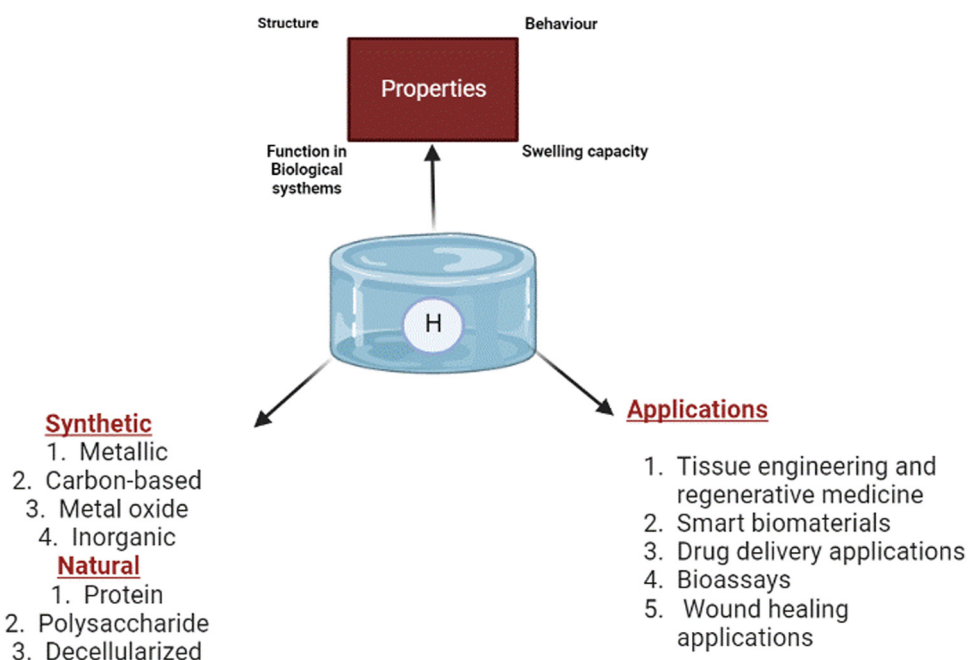 Structure
Behaviour
Properties
Function in
Biological
systhems
Swelling capacity
H
Synthetic
1. Metallic
2. Carbon-based
3. Metal oxide
4. Inorganic
Natural
1. Protein
2. Polysaccharide
3. Decellularized
Applications
1. Tissue engineering and
regenerative medicine
2. Smart biomaterials
3. Drug delivery applications
4. Bioassays
5. Wound healing
applications